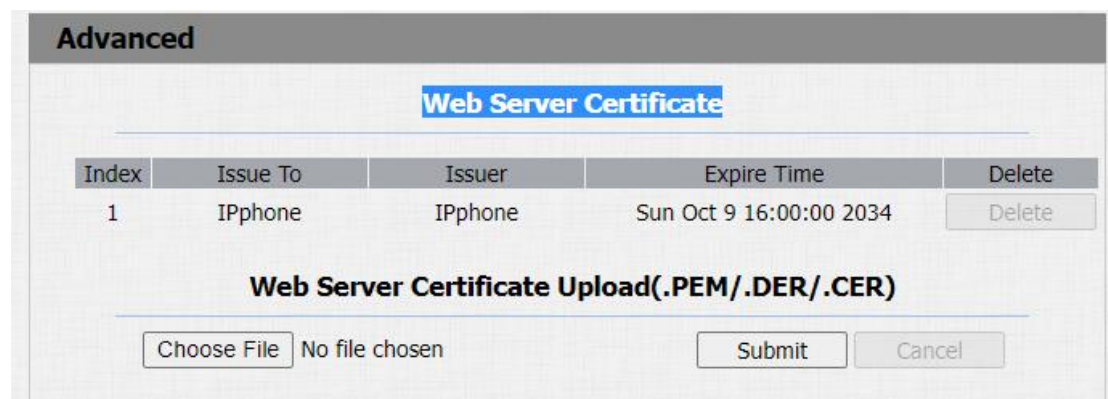 Advanced
Web Server Certificate
Index Issue To Issuer Expire Time Delete
1 IPphone IPphone Sun Oct 9 16:00:00 2034 Delete
Web Server Certificate Upload(.PEM/.DER/.CER)
Choose File No file chosen Submit Cancel